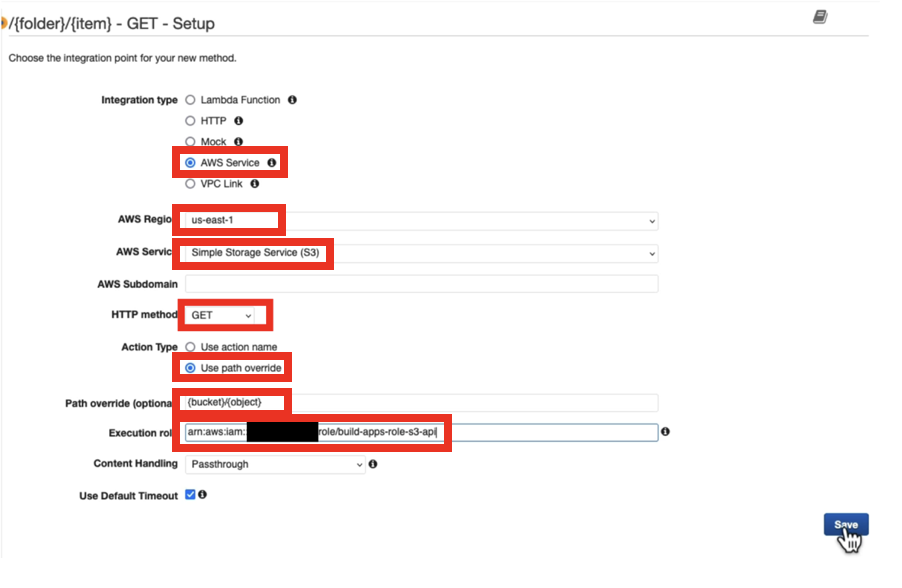 /{folder}/{item} - GET - Setup
Choose the integration point for your new method.
Integration type Lambda Function
HTTP
Mock
AWS Service
VPC Link
AWS Regio us-east-1
AWS Servic Simple Storage Service (S3)
AWS Subdomain
HTTP method GET
Action Type Use action name
Use path override
Path override (optiona {bucket}/{object}
Execution rol arn:aws:iam: role/build-apps-role-s3-api
Content Handling Passthrough
Use Default Timeout
Save